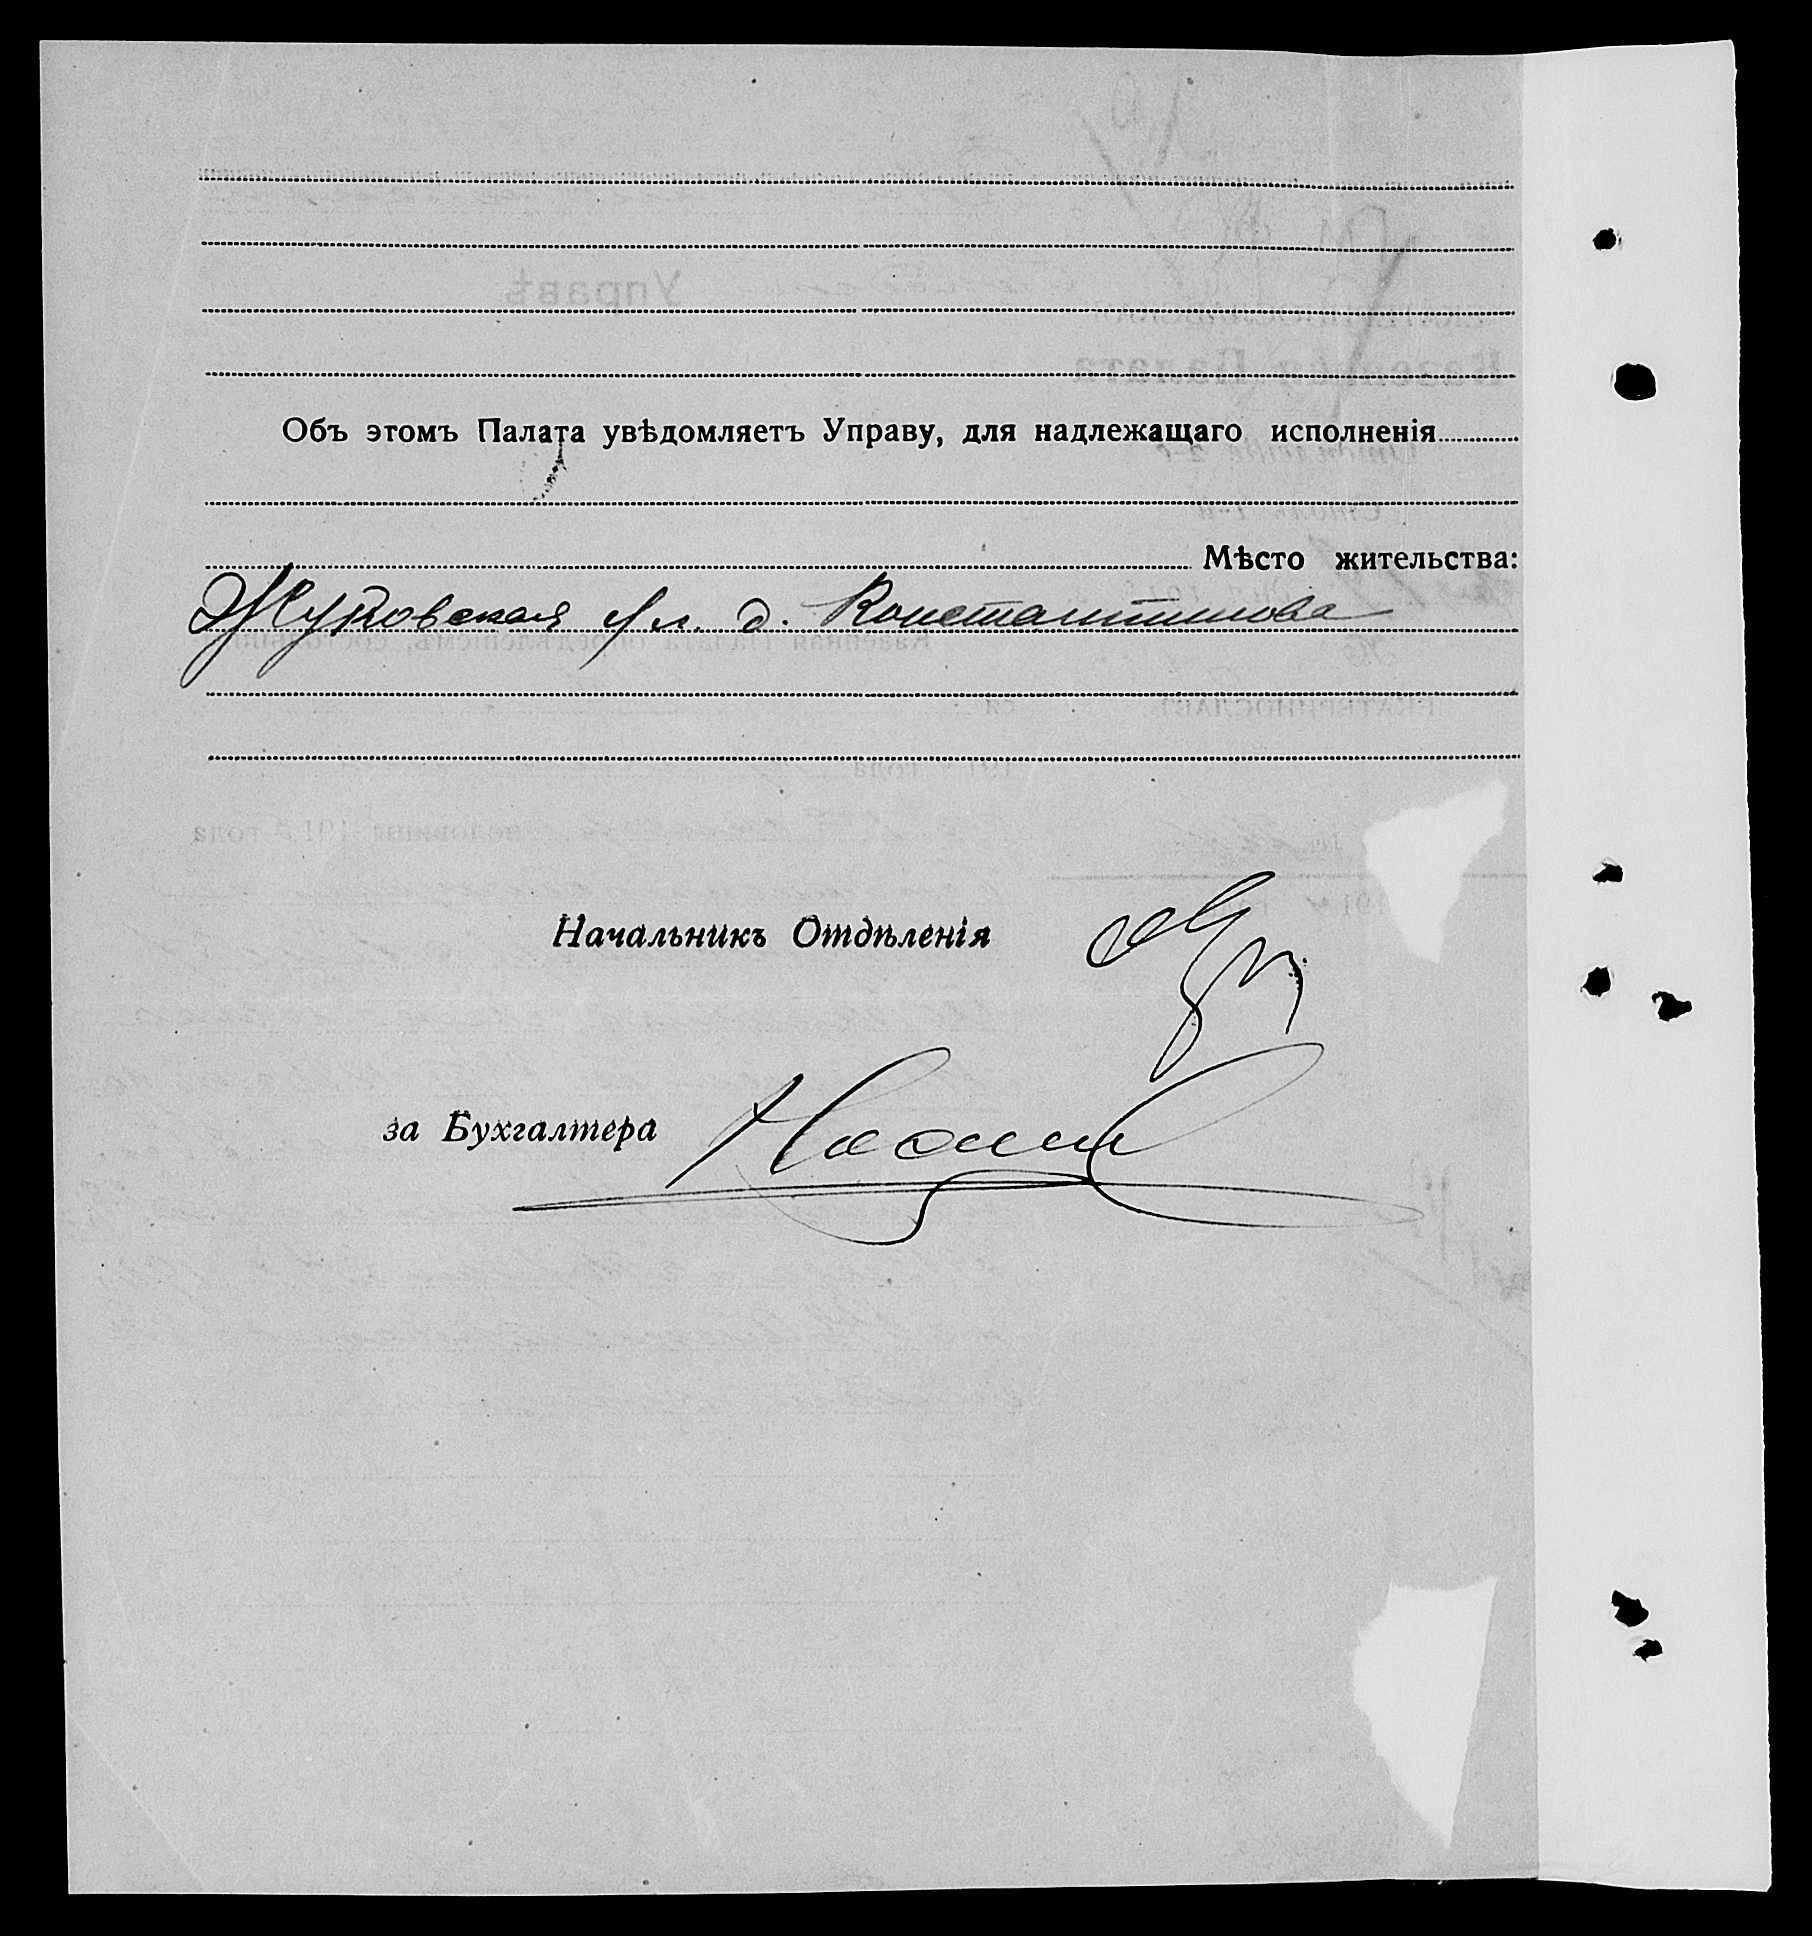 Объ этомъ Палата увѣдомляетъ Управу, для надлежащаго исполненія
Мѣсто жительства:
Жуковская ул. д. Константинова
Начальникъ Отдѣленія
за Бухгалтера